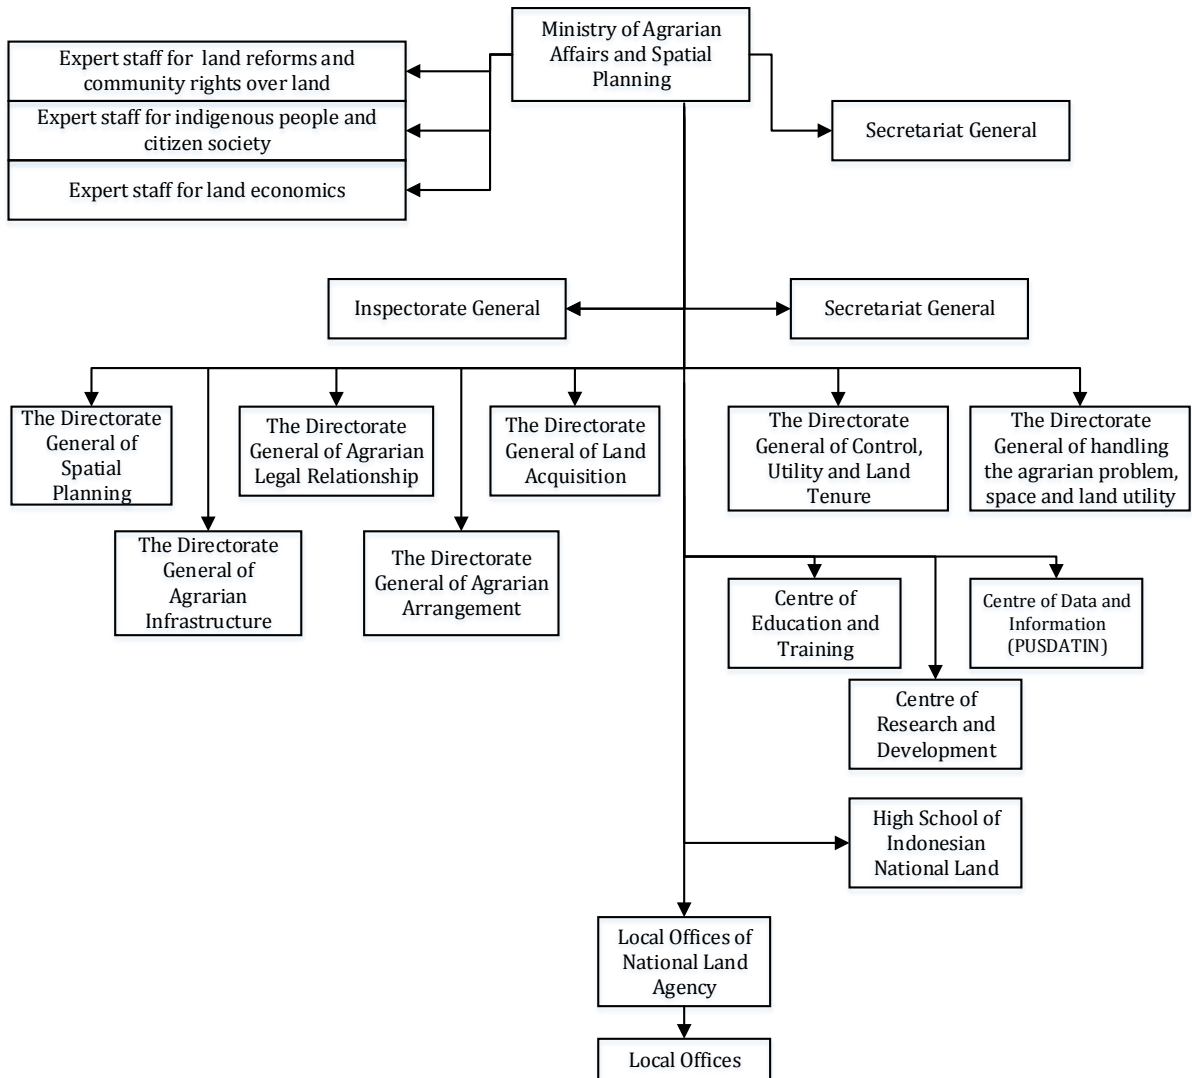 Ministry of Agrarian
Affairs and Spatial
Planning
Expert staff for land reforms and
community rights over land
Expert staff for indigenous people and
citizen society
Expert staff for land economics
Secretariat General
Inspectorate General
Secretariat General
The Directorate
General of
Spatial
Planning
The Directorate
General of Agrarian
Legal Relationship
The Directorate
General of Land
Acquisition
The Directorate
General of Control,
Utility and Land
Tenure
The Directorate
General of handling
the agrarian problem,
space and land utility
The Directorate
General of
Agrarian
Infrastructure
The Directorate
General of Agrarian
Arrangement
Centre of
Education and
Training
Centre of Data and
Information
(PUSDATIN)
Centre of
Research and
Development
High School of
Indonesian
National Land
Local Offices of
National Land
Agency
Local Offices